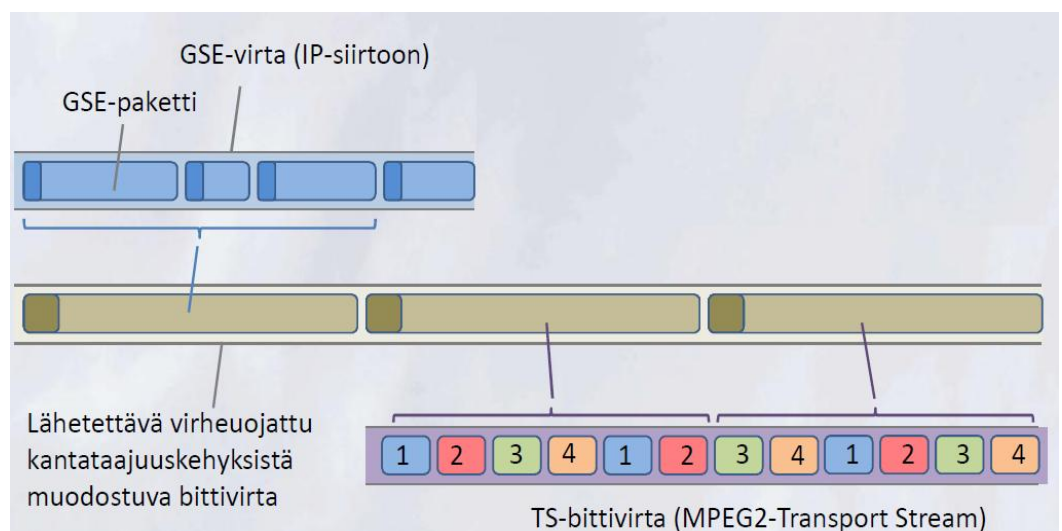 GSE-virta (IP-siirtoon)
GSE-paketti
Lähetettävä virheuojattu
kantataajuuskehyksistä
muodostuva bittivirta
1 2 3 4 1 2 3 4 1 2 3 4
TS-bittivirta (MPEG2-Transport Stream)